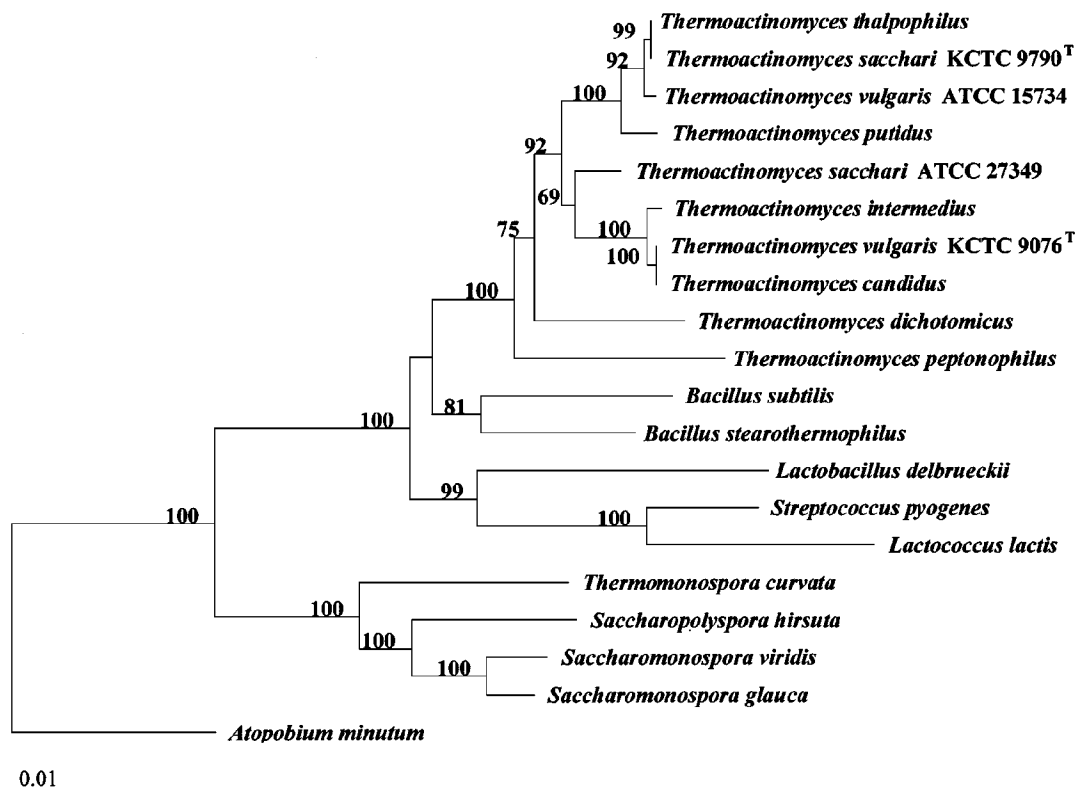 Thermoactinomyces thalpophilus
99
Thermoactinomyces sacchari KCTC 9790T
92
Thermoactinomyces vulgaris ATCC 15734
100
Thermoactinomyces putidus
92
Thermoactinomyces sacchari ATCC 27349
69
Thermoactinomyces intermedius
75
100
Thermoactinomyces vulgaris KCTC 9076T
100
Thermoactinomyces candidus
100
Thermoactinomyces dichotomicus
Thermoactinomyces peptonophilus
Bacillus subtilis
81
100
Bacillus stearothermophilus
Lactobacillus delbrueckii
99
Streptococcus pyogenes
100
100
Lactococcus lactis
Thermomonospora curvata
100
Saccharopolyspora hirsuta
100
Saccharomonospora viridis
100
Saccharomonospora glauca
Atopobium minutum
0.01